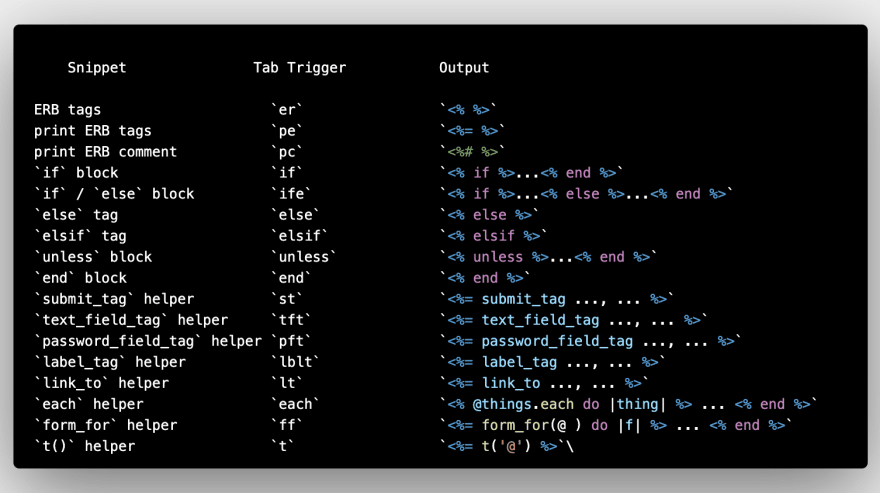 Snippet Tab Trigger Output
ERB tags `er` `<% %>`
print ERB tags `pe` `<%= %>`
print ERB comment `pc` `<%# %>`
`if` block `if` `<% if %>...<% end %>`
`if` / `else` block `ife` `<% if %>...<% else %>...<% end %>`
`else` tag `else` `<% else %>`
`elsif` tag `elsif` `<% elsif %>`
`unless` block `unless` `<% unless %>...<% end %>`
`end` block `end` `<% end %>`
`submit_tag` helper `st` `<%= submit_tag ..., ... %>`
`text_field_tag` helper `tft` `<%= text_field_tag ..., ... %>`
`password_field_tag` helper `pft` `<%= password_field_tag ..., ... %>`
`label_tag` helper `lblt` `<%= label_tag ..., ... %>`
`link_to` helper `lt` `<%= link_to ..., ... %>`
`each` helper `each` `<% @things.each do |thing| %> ... <% end %>`
`form_for` helper `ff` `<%= form_for(@ ) do |f| %> ... <% end %>`
`t()` helper `t` `<%= t('@') %>`\